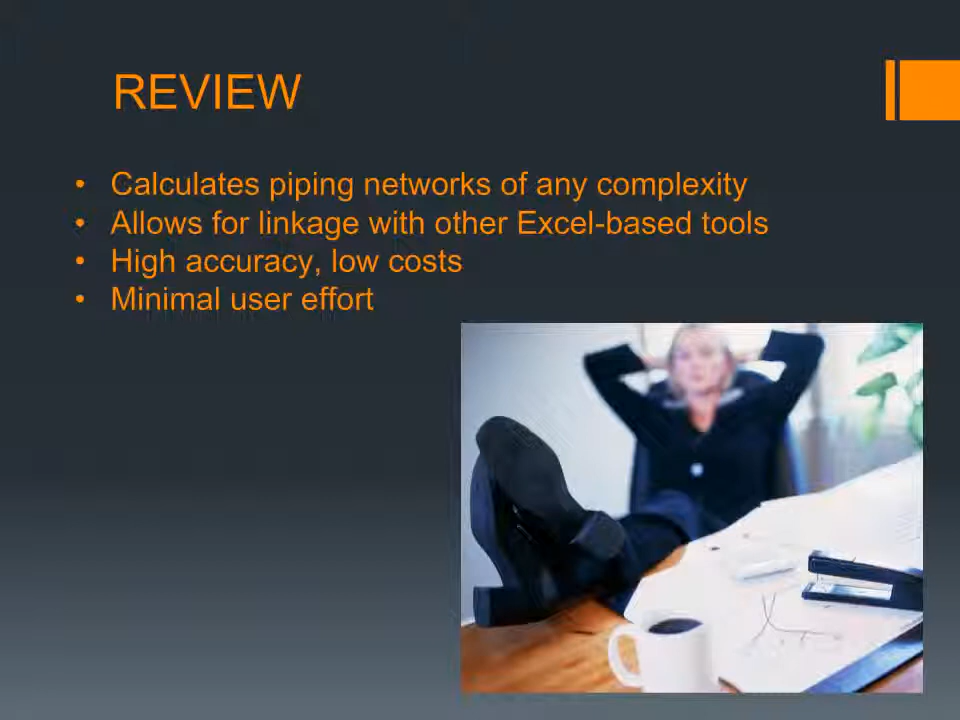 REVIEW
• Calculates piping networks of any complexity
• Allows for linkage with other Excel-based tools
• High accuracy, low costs
• Minimal user effort